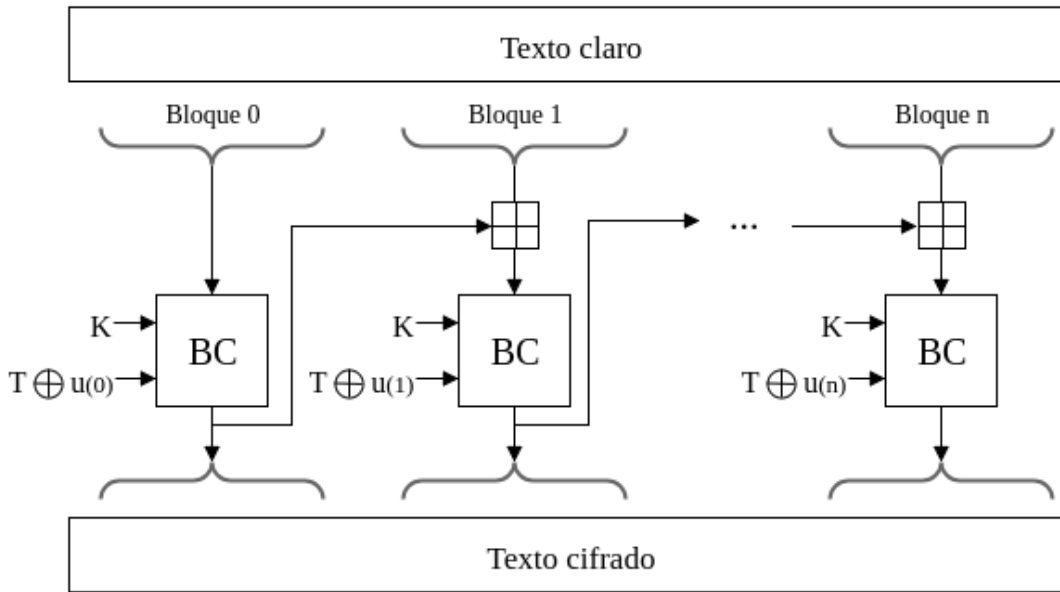 Texto claro
Bloque 0
Bloque 1
Bloque n
...
K
K
K
BC
BC
BC
T ⊕ u(0)
T ⊕ u(1)
T ⊕ u(n)
Texto cifrado